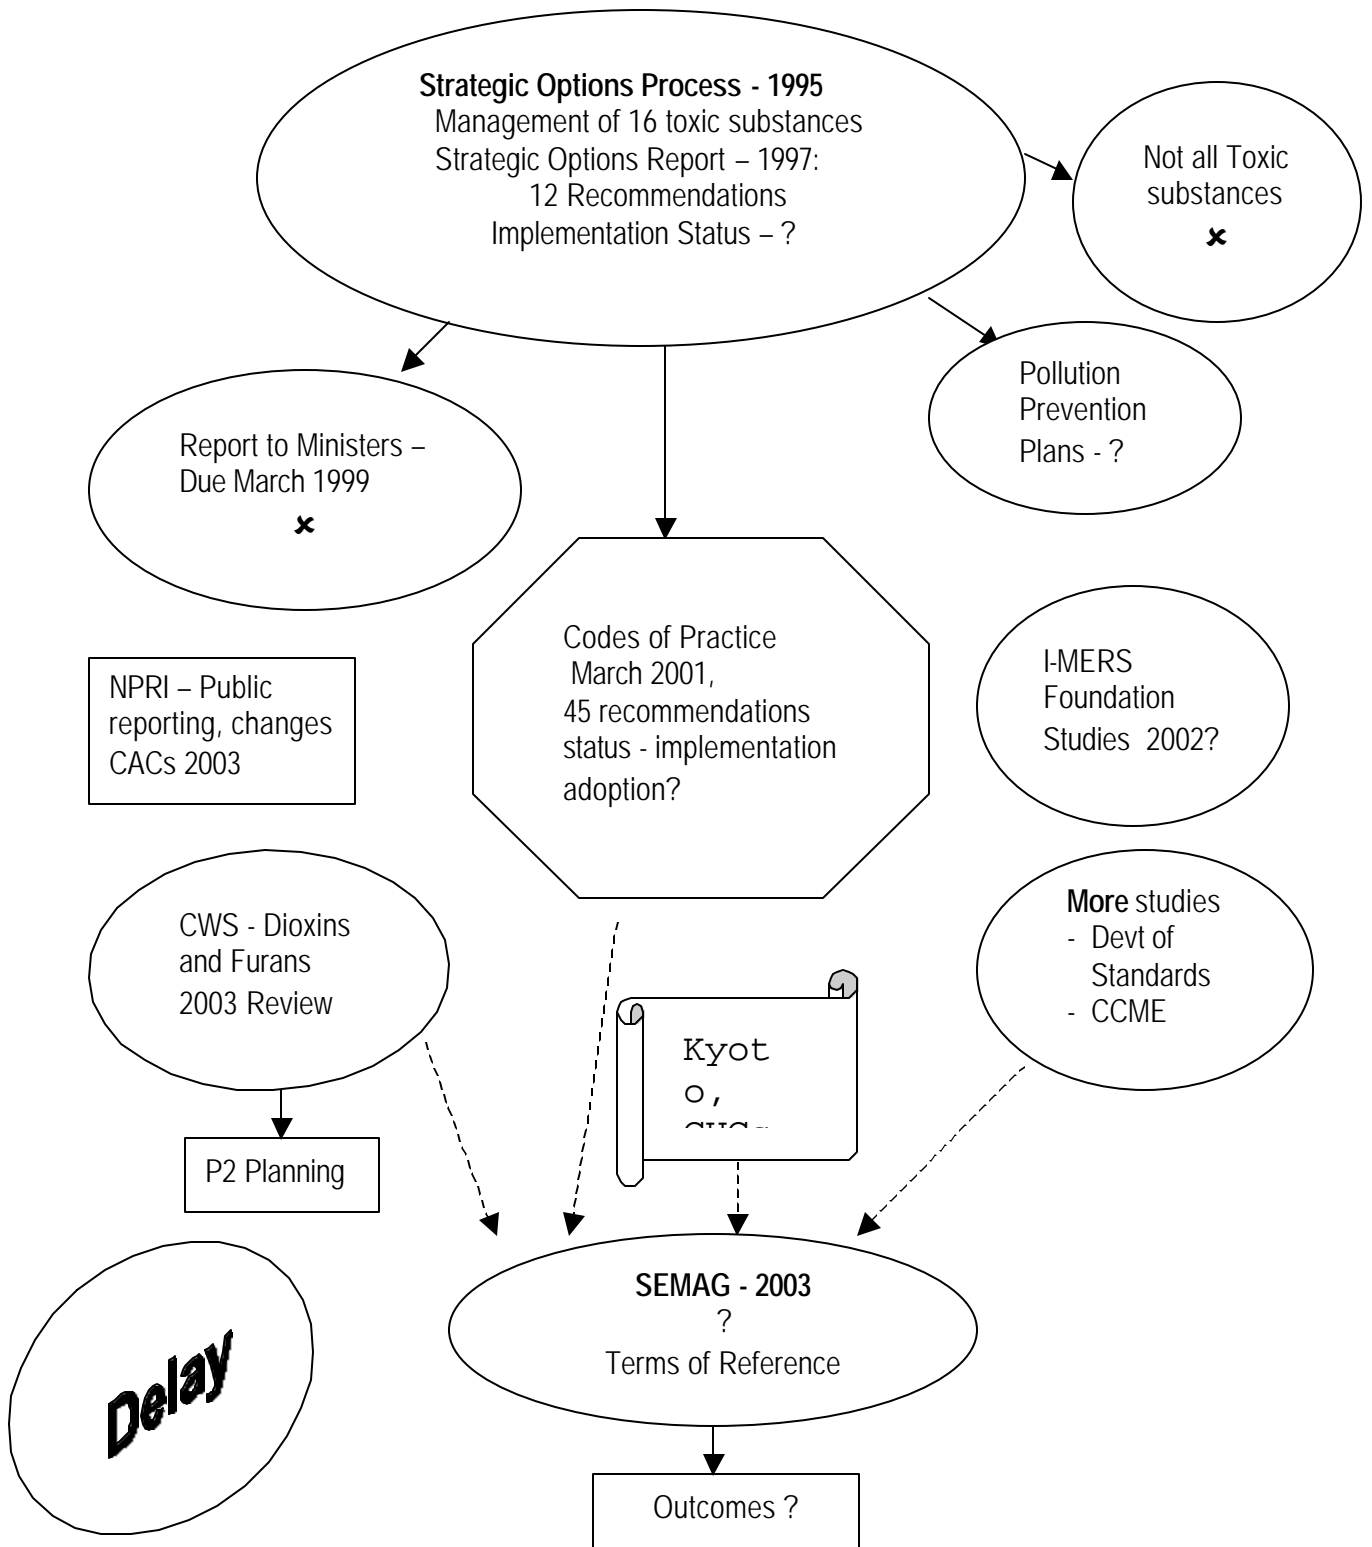 Strategic Options Process - 1995
Management of 16 toxic substances
Strategic Options Report – 1997:
12 Recommendations
Implementation Status – ?
Not all Toxic
substances
✘
Pollution
Prevention
Plans - ?
Report to Ministers –
Due March 1999
✘
Codes of Practice
March 2001,
45 recommendations
status - implementation
adoption?
I-MERS
Foundation
Studies 2002?
NPRI – Public
reporting, changes
CACs 2003
CWS - Dioxins
and Furans
2003 Review
More studies
- Devt of
Standards
- CCME
Kyot
o,
P2 Planning
SEMAG - 2003
?
Terms of Reference
Delay
Outcomes ?